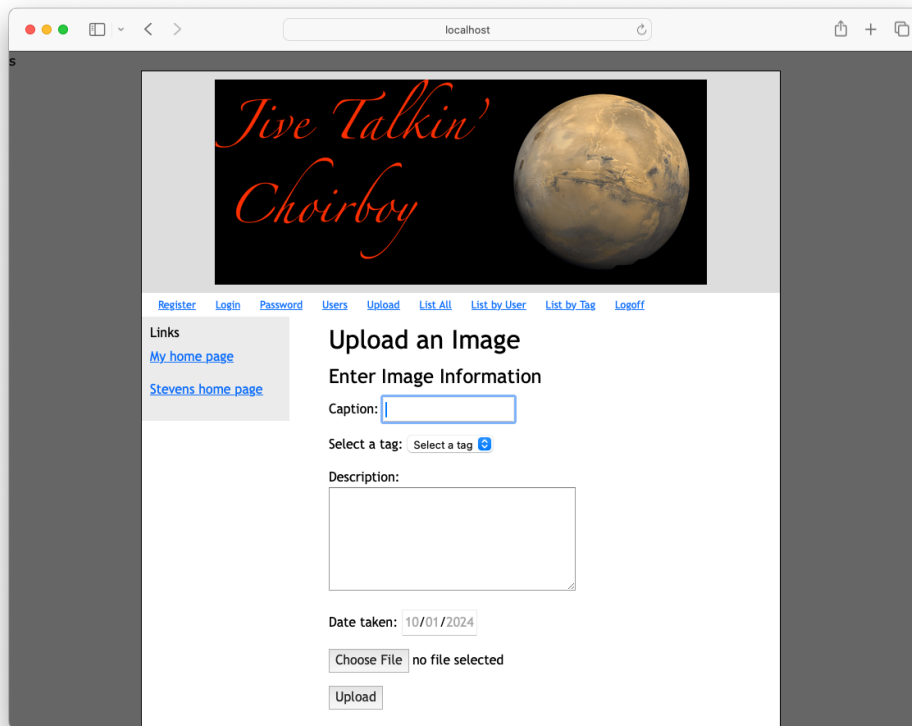 localhost
s
Jive Talkin'
Choirboy
Register Login Password Users Upload List All List by User List by Tag Logoff
Links
My home page
Stevens home page
Upload an Image
Enter Image Information
Caption:
Select a tag: Select a tag
Description:
Date taken: 10/01/2024
Choose File no file selected
Upload